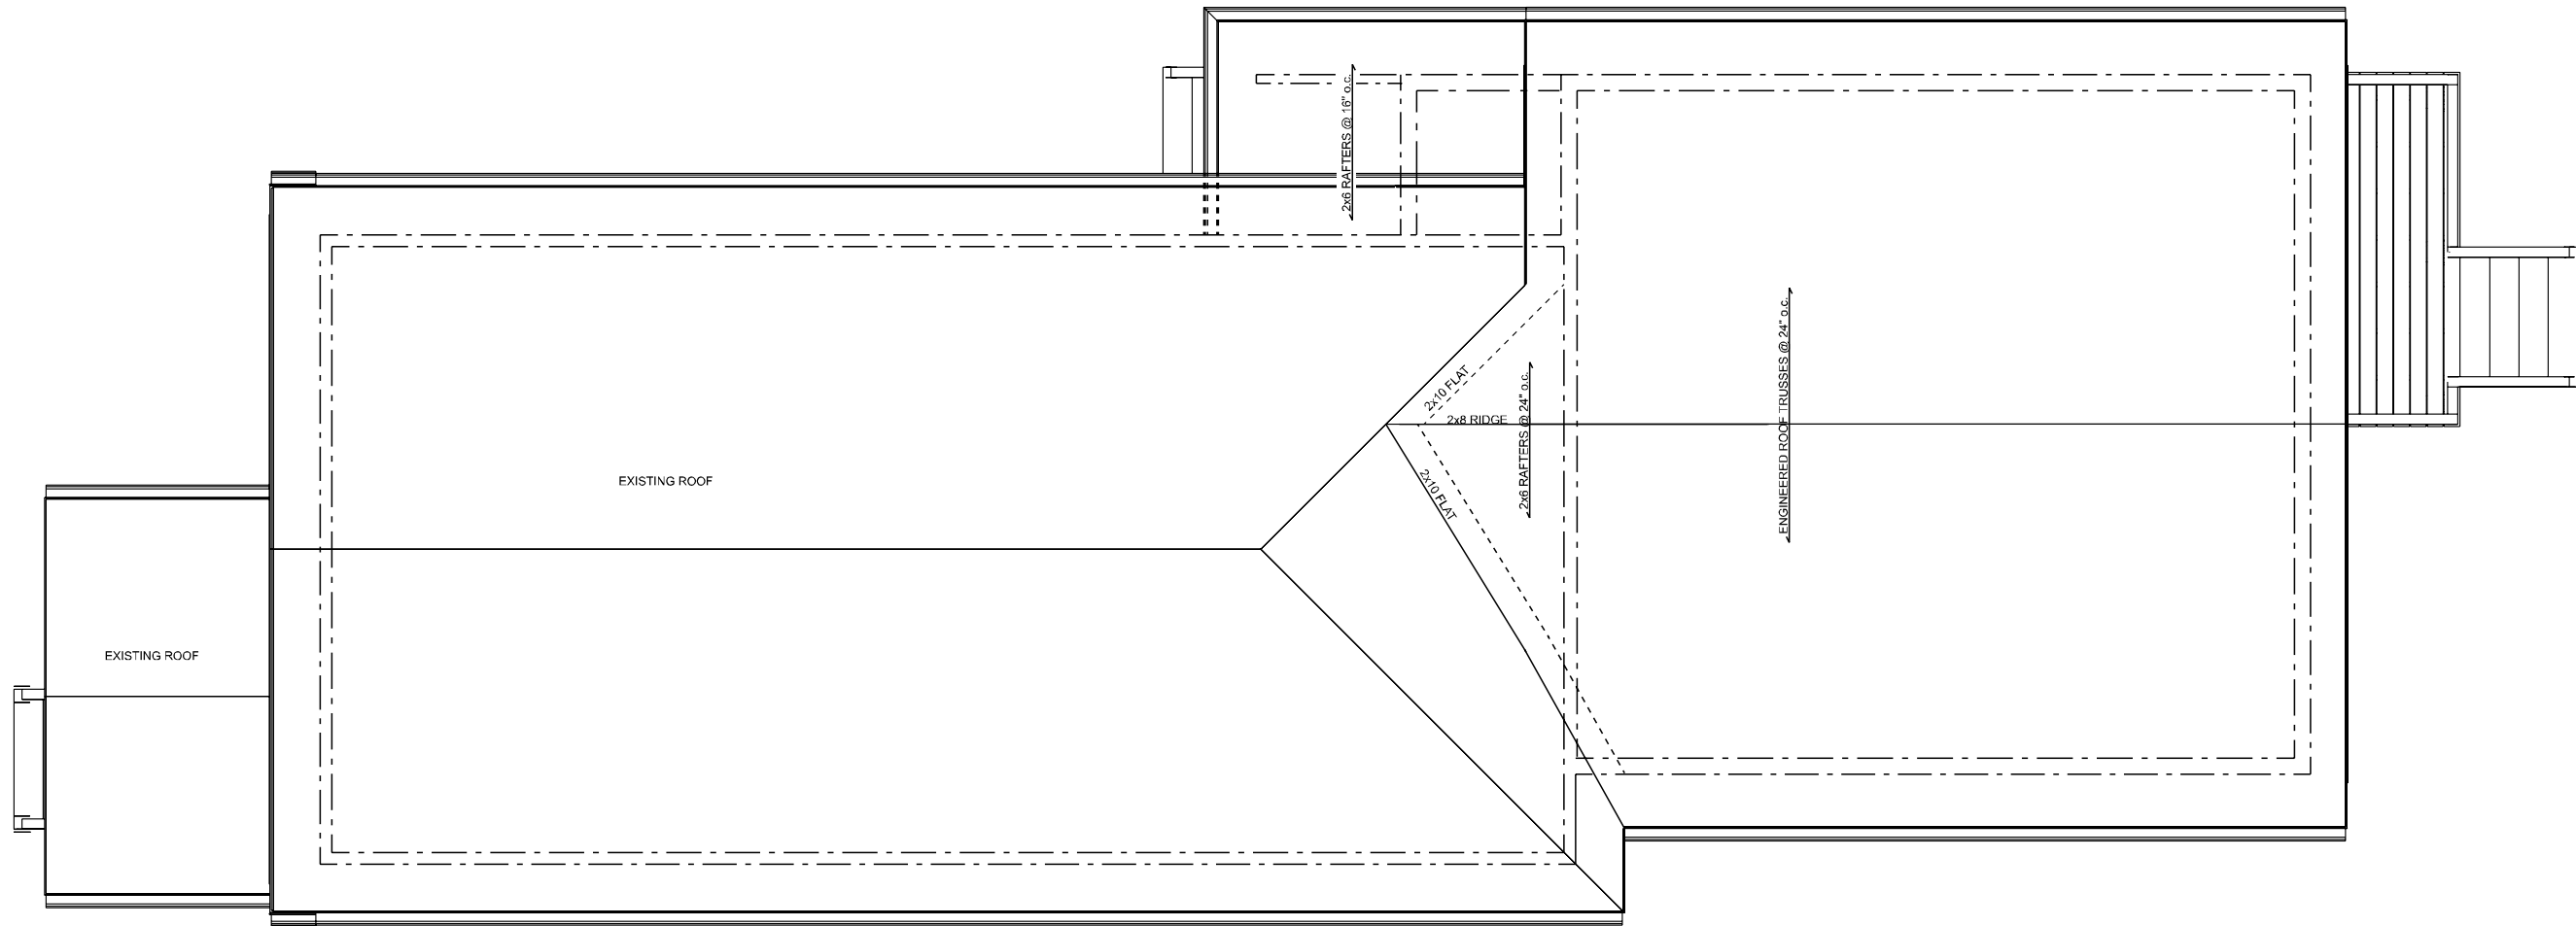 2x6 RAFTERS @ 16" o.c.
2x10 FLAT
2x8 RIDGE
2x6 RAFTERS @ 24" o.c.
ENGINEERED ROOF TRUSSES @ 24" o.c.
2x10 FLAT
EXISTING ROOF
EXISTING ROOF